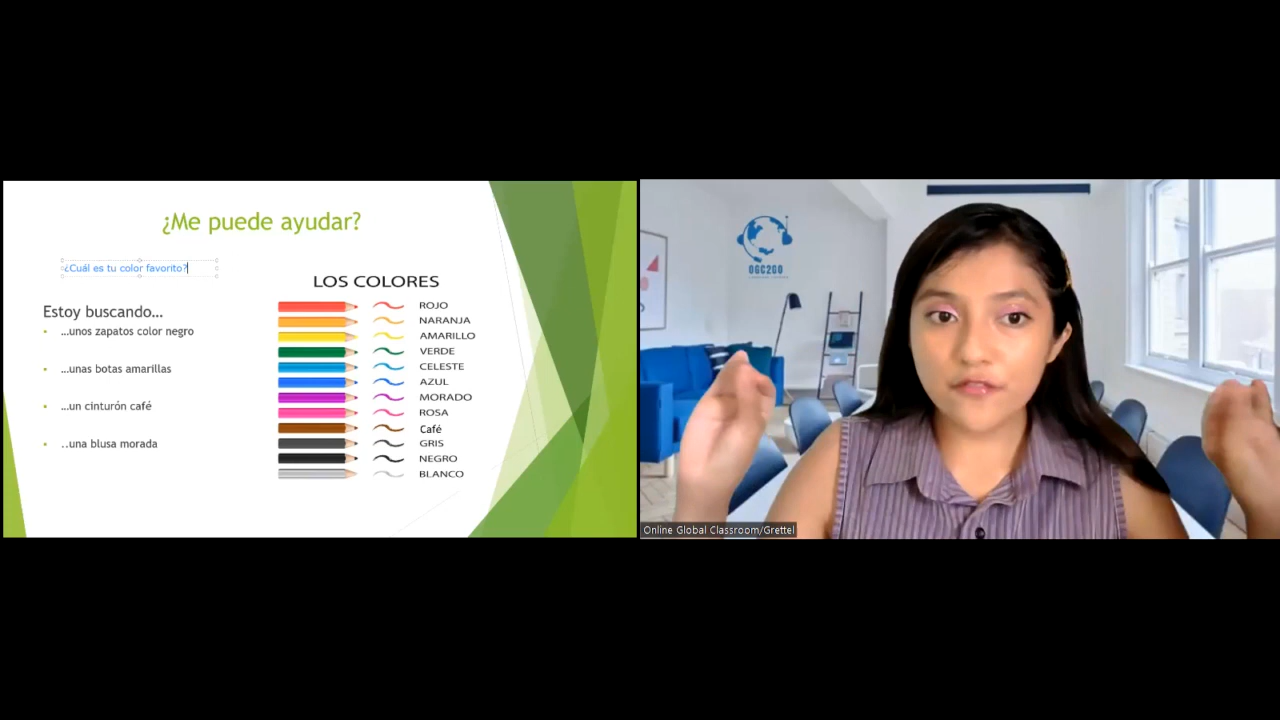 ¿Me puede ayudar?
¿Cuál es tu color favorito?
Estoy buscando...
...unos zapatos color negro
...unas botas amarillas
...un cinturón café
..una blusa morada
LOS COLORES
ROJO
NARANJA
AMARILLO
VERDE
CELESTE
AZUL
MORADO
ROSA
Café
GRIS
NEGRO
BLANCO
OGC2GO
Online Global Classroom/Grettel